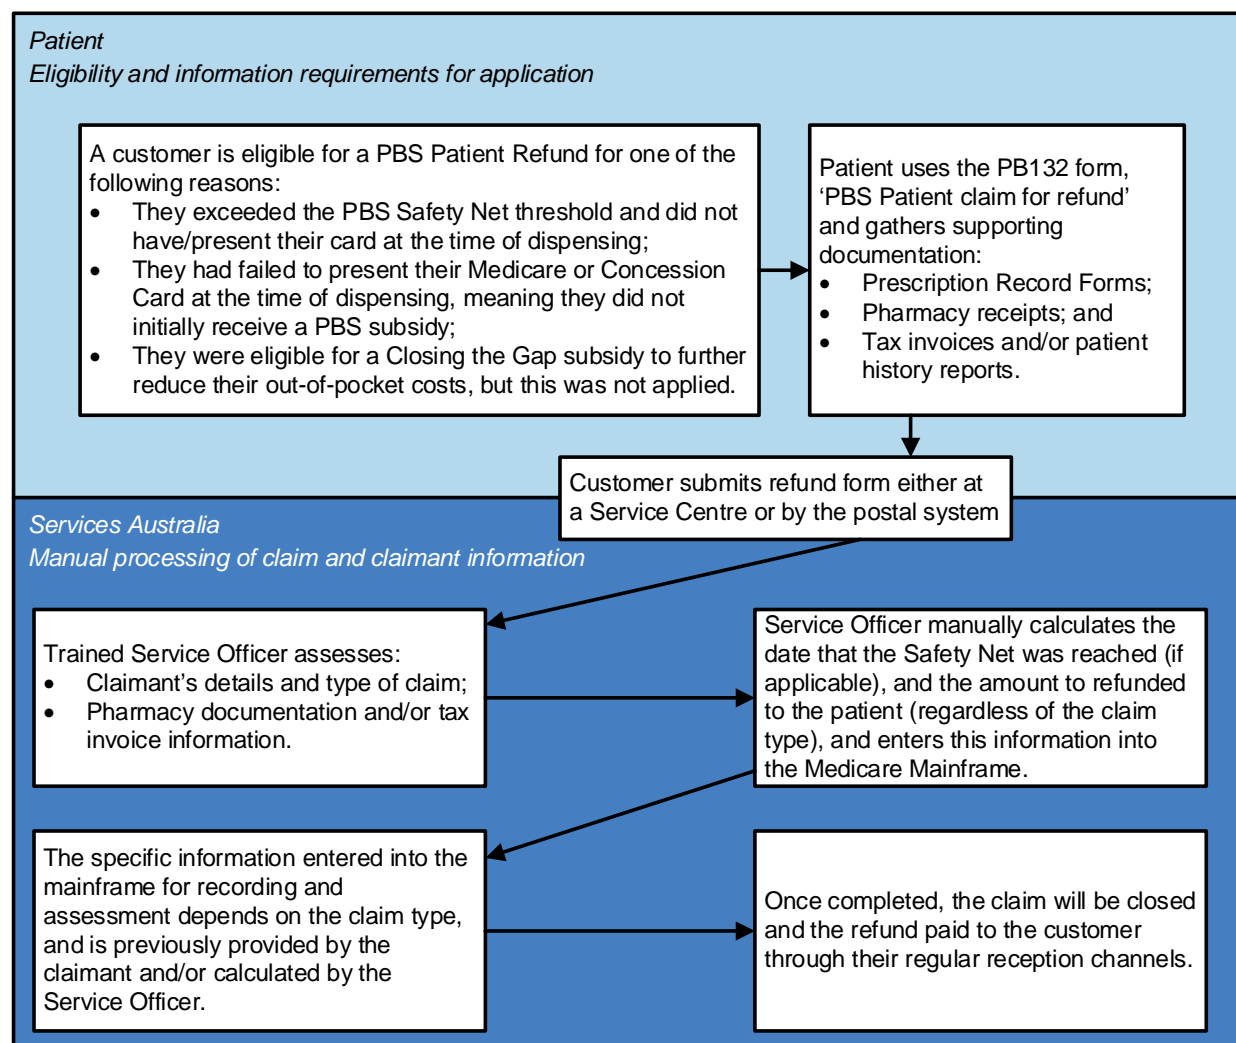 Patient
Eligibility and information requirements for application
A customer is eligible for a PBS Patient Refund for one of the
following reasons:
• They exceeded the PBS Safety Net threshold and did not
have/present their card at the time of dispensing;
• They had failed to present their Medicare or Concession
Card at the time of dispensing, meaning they did not
initially receive a PBS subsidy;
• They were eligible for a Closing the Gap subsidy to further
reduce their out-of-pocket costs, but this was not applied.
Patient uses the PB132 form,
‘PBS Patient claim for refund’
and gathers supporting
documentation:
• Prescription Record Forms;
• Pharmacy receipts; and
• Tax invoices and/or patient
history reports.
Customer submits refund form either at
a Service Centre or by the postal system
Services Australia
Manual processing of claim and claimant information
Trained Service Officer assesses:
• Claimant’s details and type of claim;
• Pharmacy documentation and/or tax
invoice information.
Service Officer manually calculates the
date that the Safety Net was reached (if
applicable), and the amount to refunded
to the patient (regardless of the claim
type), and enters this information into
the Medicare Mainframe.
The specific information entered into the
mainframe for recording and
assessment depends on the claim type,
and is previously provided by the
claimant and/or calculated by the
Service Officer.
Once completed, the claim will be closed
and the refund paid to the customer
through their regular reception channels.